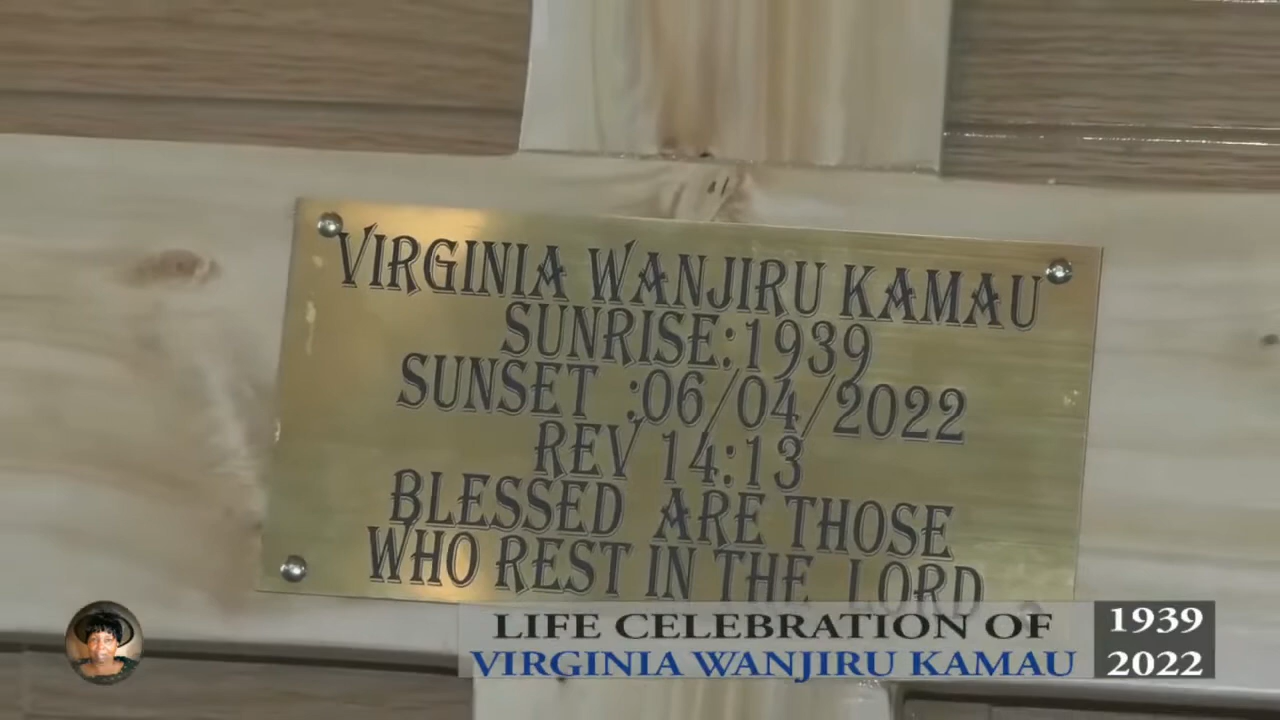 VIRGINIA WANJIRU KAMAU
SUNRISE:1939
SUNSET :06/04/2022
REV 14:13
BLESSED ARE THOSE
WHO REST IN THE LORD
LIFE CELEBRATION OF
VIRGINIA WANJIRU KAMAU
1939
2022